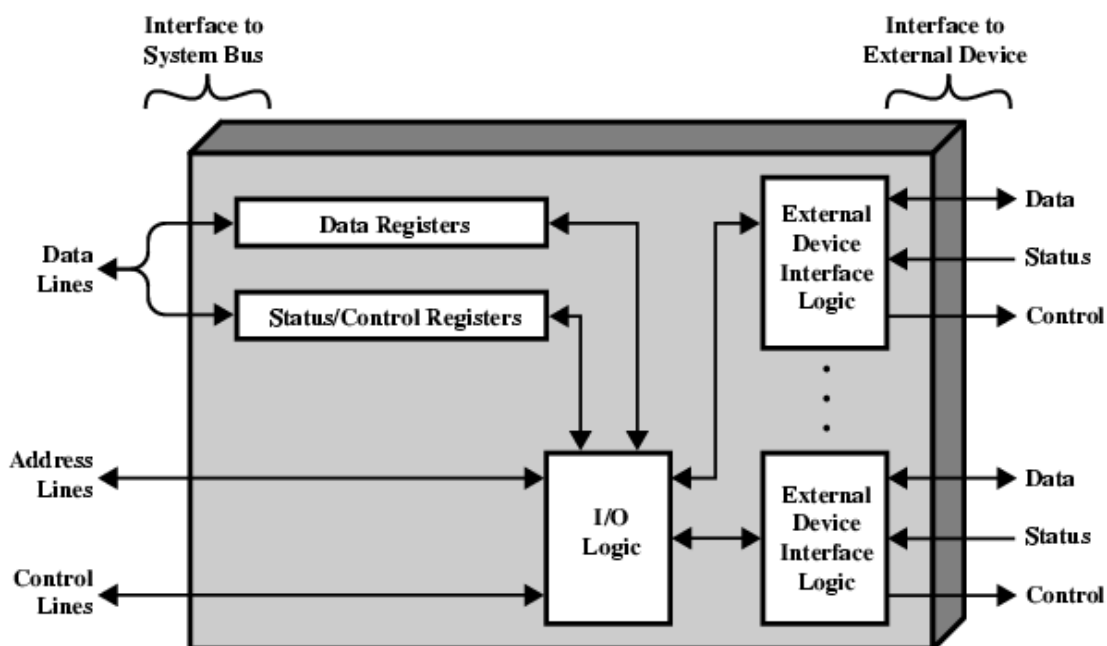 Interface to
System Bus
Interface to
External Device
Data Registers
Status/Control Registers
Data
Lines
Address
Lines
Control
Lines
I/O
Logic
External
Device
Interface
Logic
Data
Status
Control
External
Device
Interface
Logic
Data
Status
Control